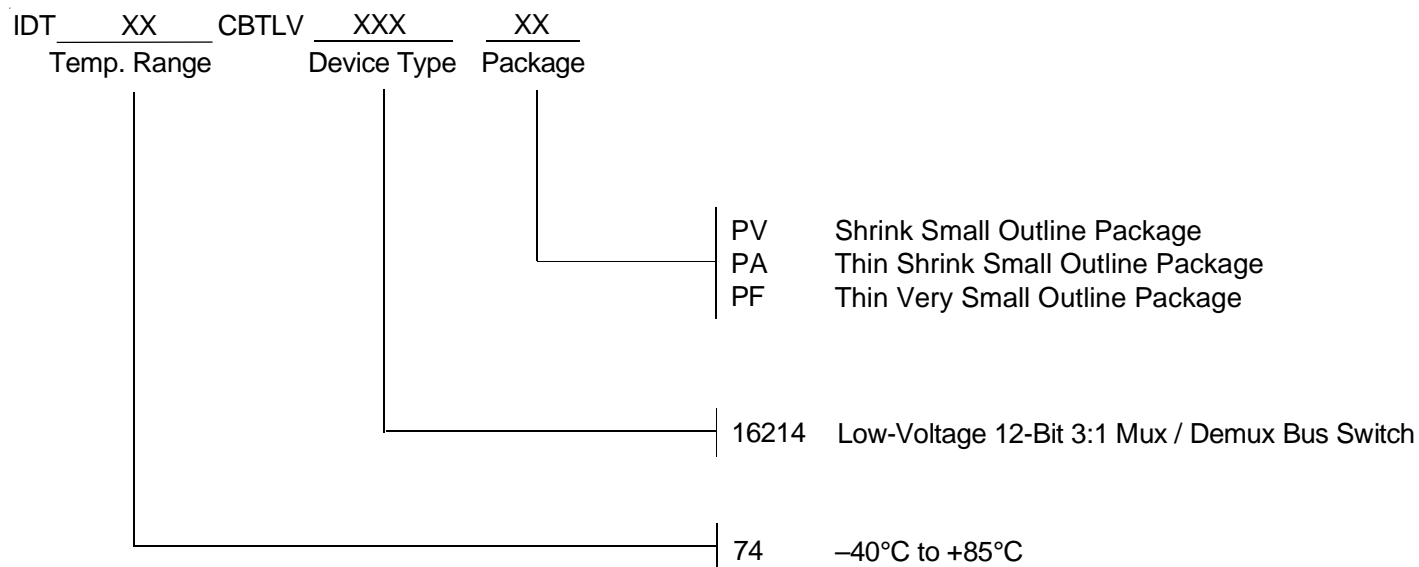 IDT XX CBTLV XXX XX
Temp. Range Device Type Package
PV Shrink Small Outline Package
PA Thin Shrink Small Outline Package
PF Thin Very Small Outline Package
16214 Low-Voltage 12-Bit 3:1 Mux / Demux Bus Switch
74 –40°C to +85°C